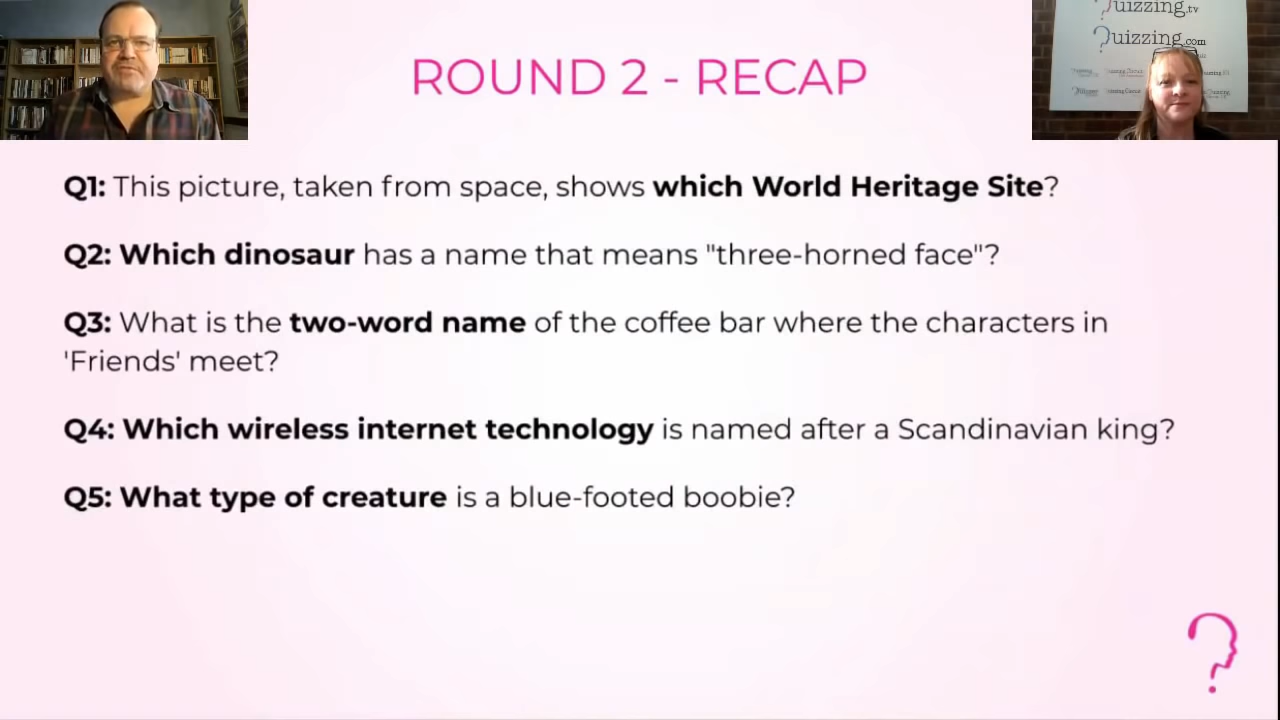 uizzing.tv
uizzing.com
ROUND 2 - RECAP
Q1: This picture, taken from space, shows which World Heritage Site?
Q2: Which dinosaur has a name that means "three-horned face"?
Q3: What is the two-word name of the coffee bar where the characters in
'Friends' meet?
Q4: Which wireless internet technology is named after a Scandinavian king?
Q5: What type of creature is a blue-footed boobie?